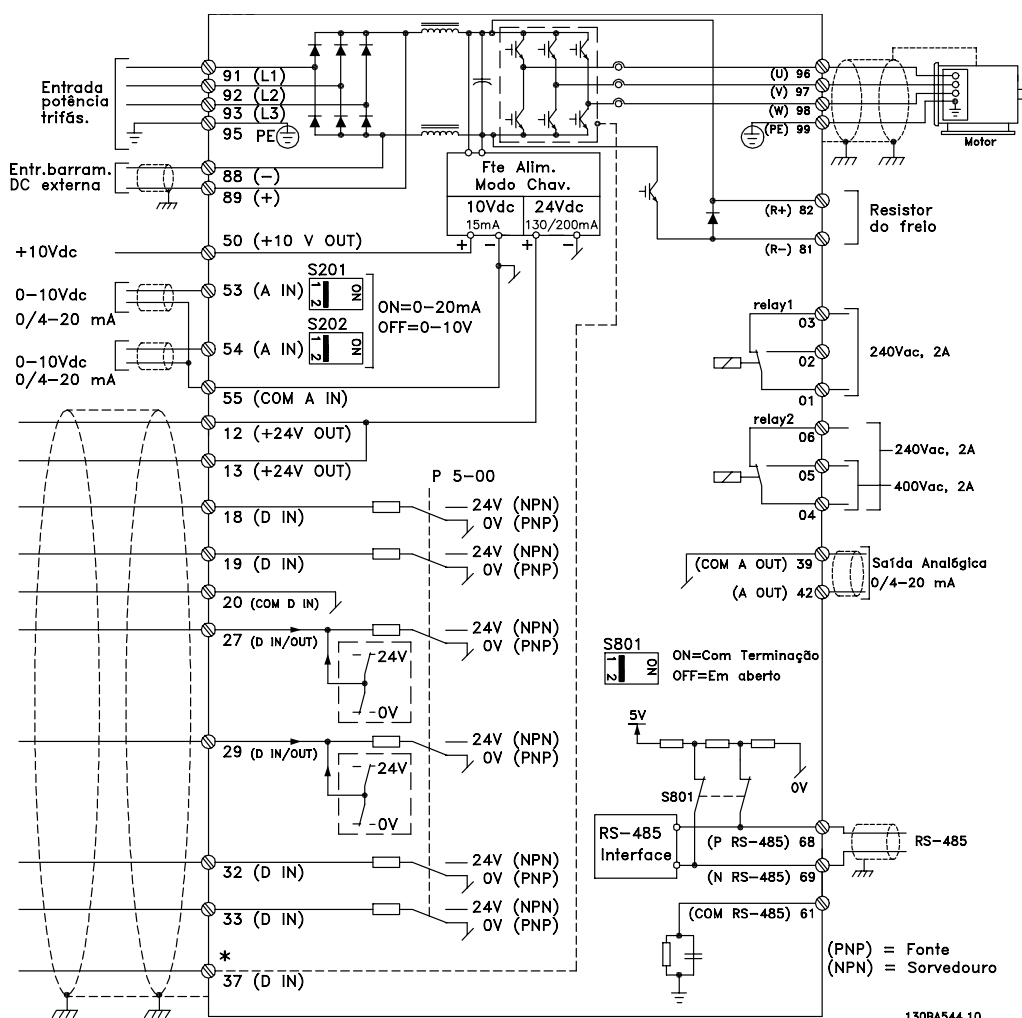 Entrada
potência
trifás.
91 (L1)
92 (L2)
93 (L3)
95 PE
Entr.barram.
DC externa
88 (−)
89 (+)
+10Vdc
50 (+10 V OUT)
0−10Vdc
0/4−20 mA
53 (A IN)
S201
1 2
ON
ON=0−20mA
OFF=0−10V
S202
1 2
ON
0−10Vdc
0/4−20 mA
54 (A IN)
55 (COM A IN)
12 (+24V OUT)
13 (+24V OUT)
Fte Alim.
Modo Chav.
10Vdc
15mA
24Vdc
130/200mA
+ − + −
P 5−00
18 (D IN)
24V (NPN)
0V (PNP)
19 (D IN)
24V (NPN)
0V (PNP)
20 (COM D IN)
27 (D IN/OUT)
24V (NPN)
0V (PNP)
24V
0V
29 (D IN/OUT)
24V (NPN)
0V (PNP)
24V
0V
32 (D IN)
24V (NPN)
0V (PNP)
33 (D IN)
24V (NPN)
0V (PNP)
*
37 (D IN)
(U) 96
(V) 97
(W) 98
(PE) 99
Motor
(R+) 82
(R−) 81
Resistor
do freio
relay1
03
02
01
240Vac, 2A
relay2
06
05
04
240Vac, 2A
400Vac, 2A
(COM A OUT) 39
(A OUT) 42
Saída Analógica
0/4−20 mA
S801
1 2
ON
ON=Com Terminação
OFF=Em aberto
5V
0V
S801
RS−485
Interface
(P RS−485) 68
(N RS−485) 69
RS−485
(COM RS−485) 61
(PNP) = Fonte
(NPN) = Sorvedouro
130BA544.10